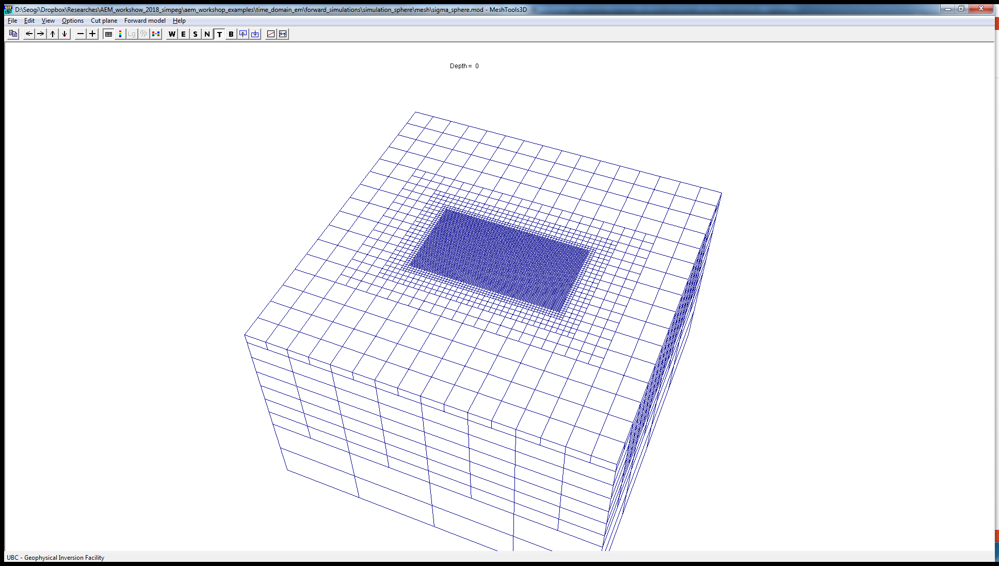 D:\Seogi\Dropbox\Researches\AEM_workshow_2018_simpeg\aem_workshop_examples\time_domain_em\forward_simulations\simulation_sphere\mesh\sigma_sphere.mod - MeshTools3D
File Edit View Options Cut plane Forward model Help
Lg % W E S N T B
Depth = 0
UBC - Geophysical Inversion Facility